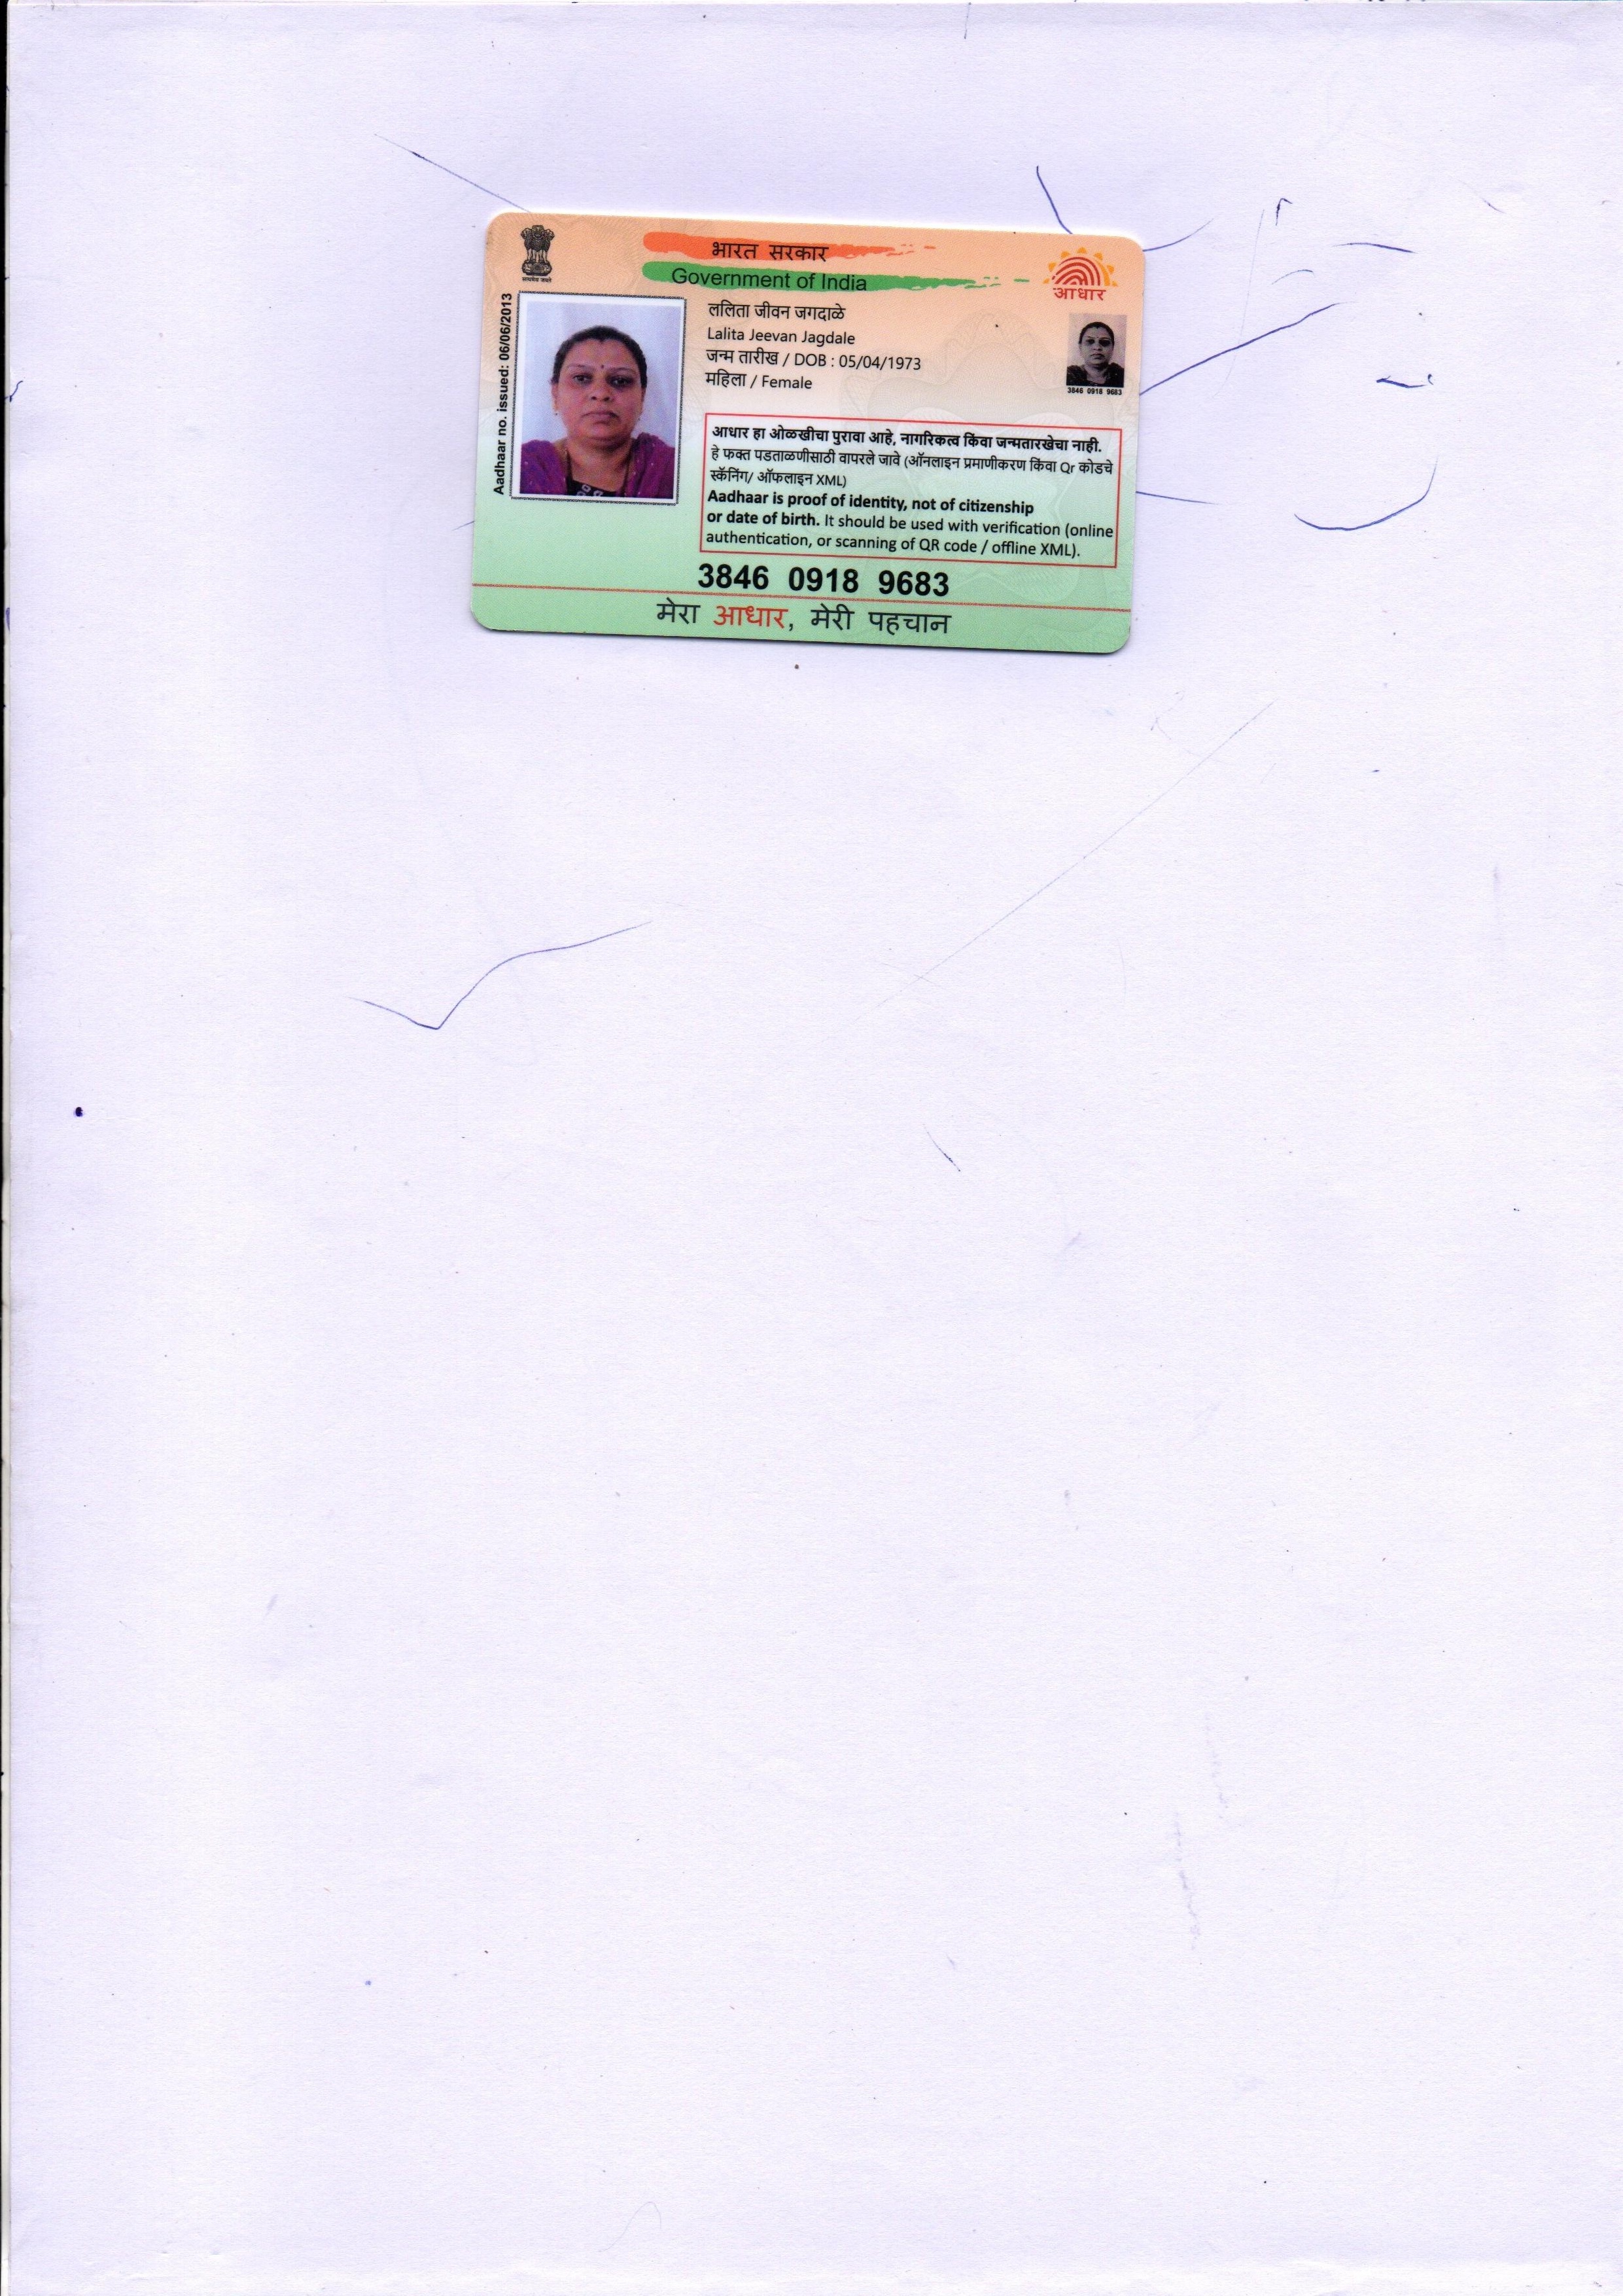 भारत सरकार
Government of India
आधार
Aadhaar no. issued: 06/06/2013
ललिता जीवन जगदाळे
Lalita Jeevan Jagdale
जन्म तारीख / DOB : 05/04/1973
महिला / Female
3846 0918 9683
आधार हा ओळखीचा पुरावा आहे, नागरिकत्व किंवा जन्मतारखेचा नाही.
हे फक्त पडताळणीसाठी वापरले जावे (ऑनलाइन प्रमाणीकरण किंवा Qr कोडचे
स्कॅनिंग/ ऑफलाइन XML)
Aadhaar is proof of identity, not of citizenship
or date of birth. It should be used with verification (online
authentication, or scanning of QR code / offline XML).
3846 0918 9683
मेरा आधार, मेरी पहचान